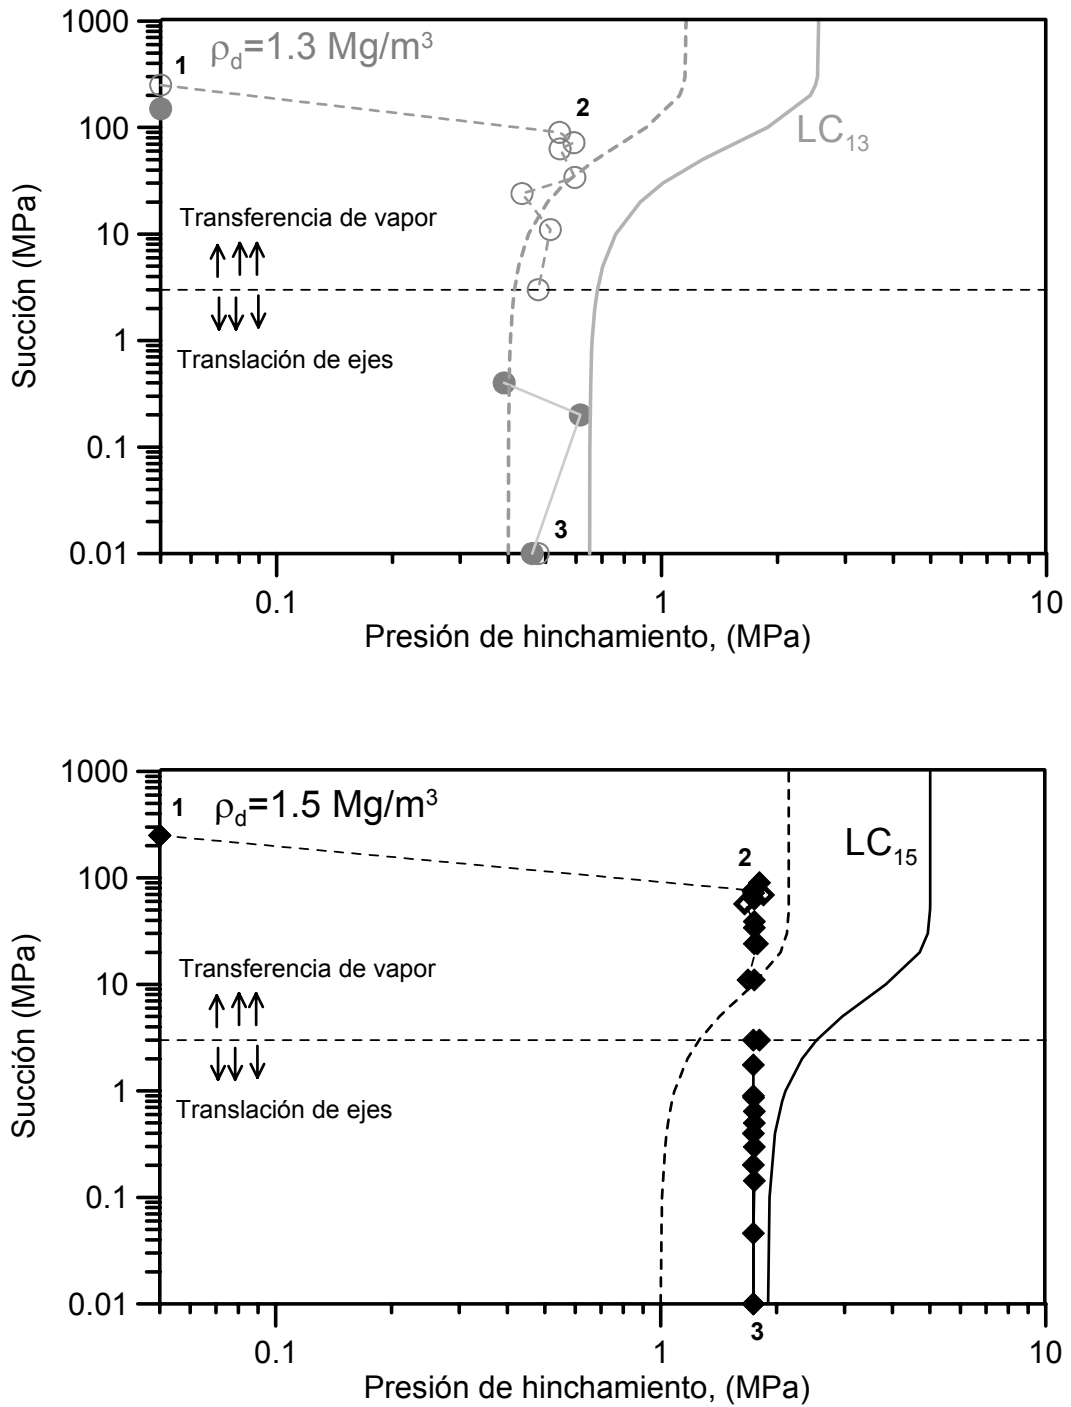 1000
100
10
1
0.1
0.01
Succión (MPa)
1
ρd=1.3 Mg/m3
2
LC13
Transferencia de vapor
Translación de ejes
3
0.1
1
10
Presión de hinchamiento, (MPa)
1000
100
10
1
0.1
0.01
Succión (MPa)
1
ρd=1.5 Mg/m3
2
LC15
Transferencia de vapor
Translación de ejes
3
0.1
1
10
Presión de hinchamiento, (MPa)